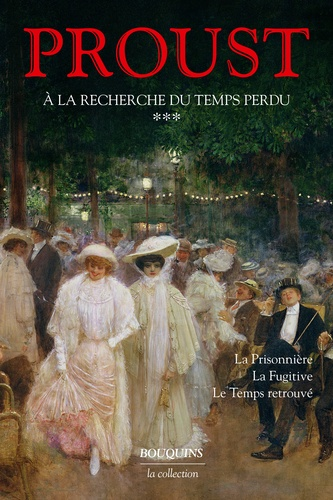 PROUST
À LA RECHERCHE DU TEMPS PERDU
***
La Prisonnière
La Fugitive
Le Temps retrouvé
BOUQUINS
la collection